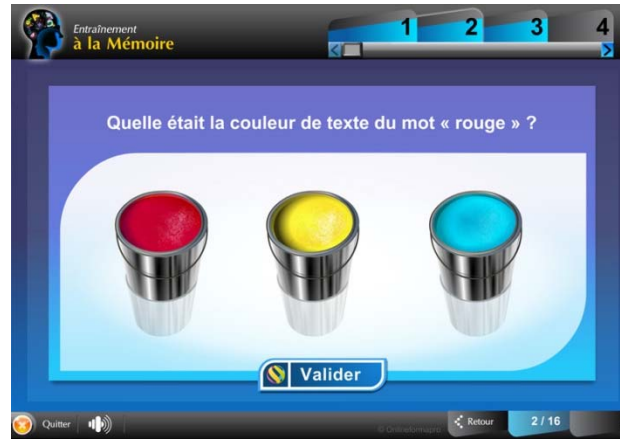 Entraînement
à la Mémoire
1 2 3 4
Quelle était la couleur de texte du mot « rouge » ?
Valider
Quitter
© Onlineformapro
Retour
2 / 16